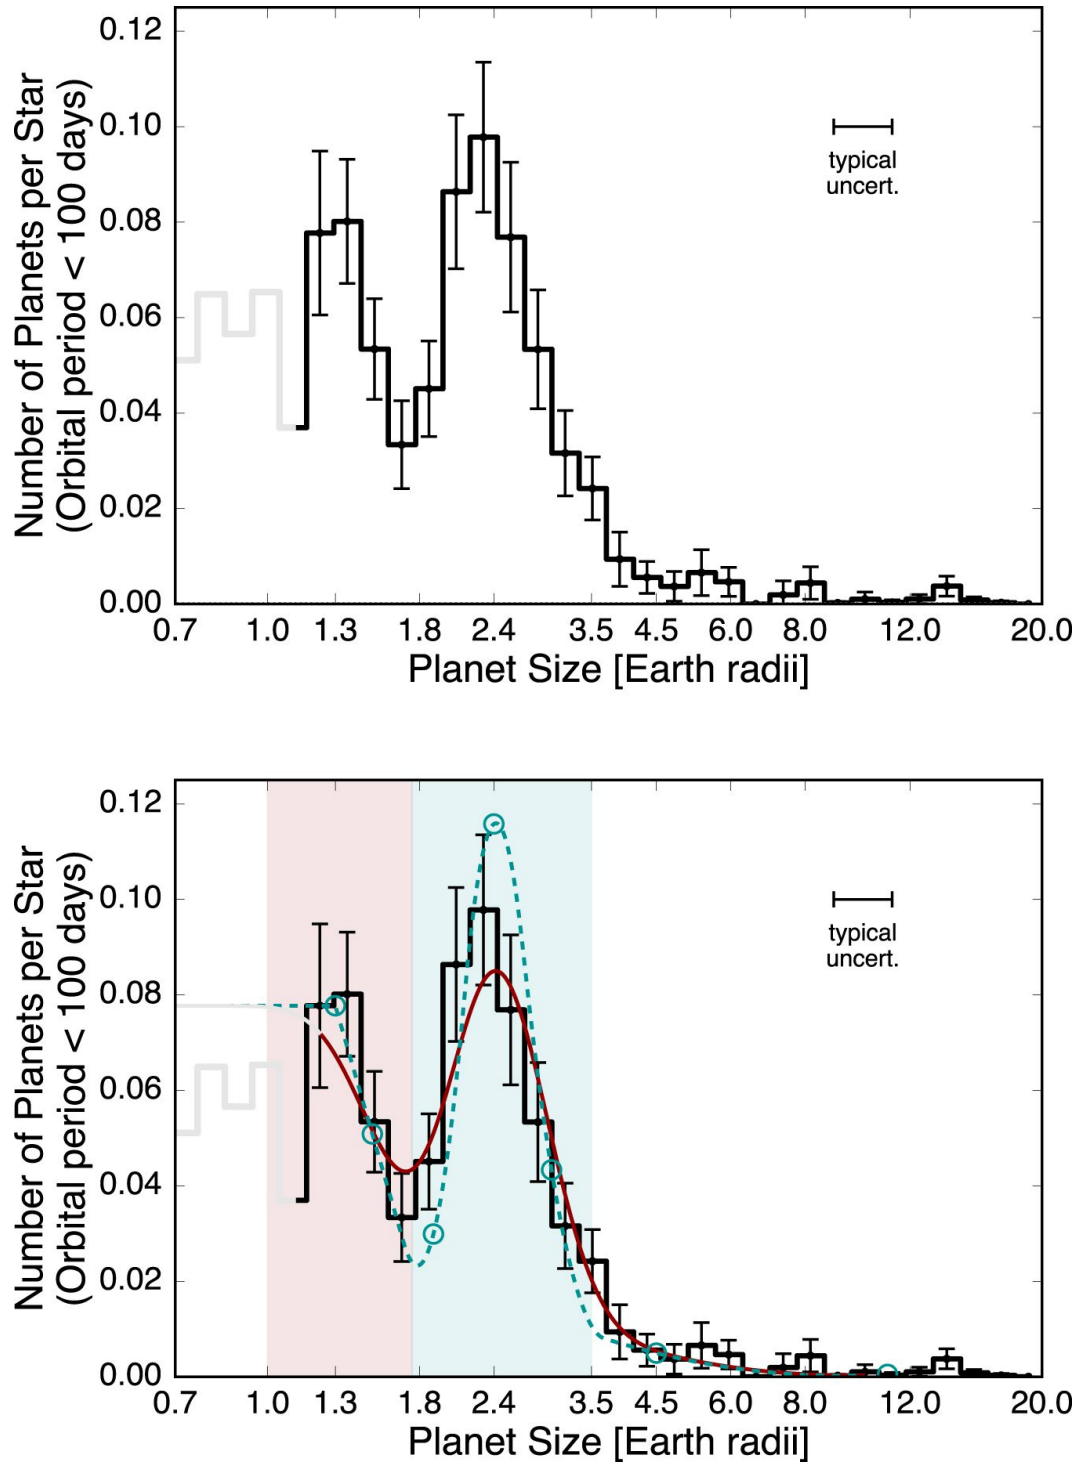 Number of Planets per Star
(Orbital period < 100 days)
0.12
0.10
0.08
0.06
0.04
0.02
0.00
typical
uncert.
0.7 1.0 1.3 1.8 2.4 3.5 4.5 6.0 8.0 12.0 20.0
Planet Size [Earth radii]
Number of Planets per Star
(Orbital period < 100 days)
0.12
0.10
0.08
0.06
0.04
0.02
0.00
typical
uncert.
0.7 1.0 1.3 1.8 2.4 3.5 4.5 6.0 8.0 12.0 20.0
Planet Size [Earth radii]